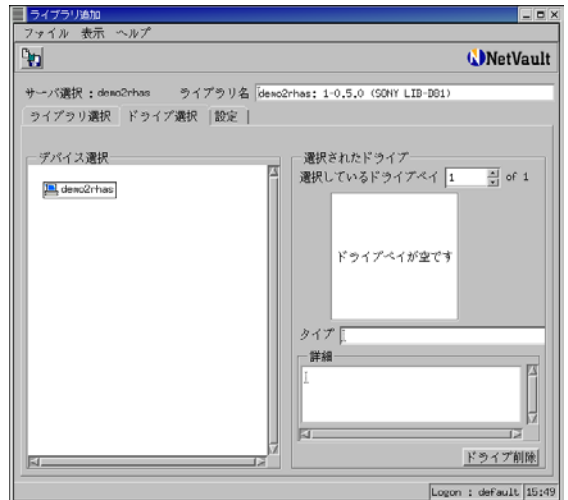 ライブラリ追加
ファイル 表示 ヘルプ
NetVault
サーバ選択 : demo2rhas ライブラリ名 demo2rhas: 1-0.5.0 (SONY LIB-D81)
ライブラリ選択 ドライブ選択 設定
デバイス選択
demo2rhas
選択されたドライブ
選択しているドライブベイ 1 of 1
ドライブベイが空です
タイプ
詳細
ドライブ削除
Logon : default 15:49